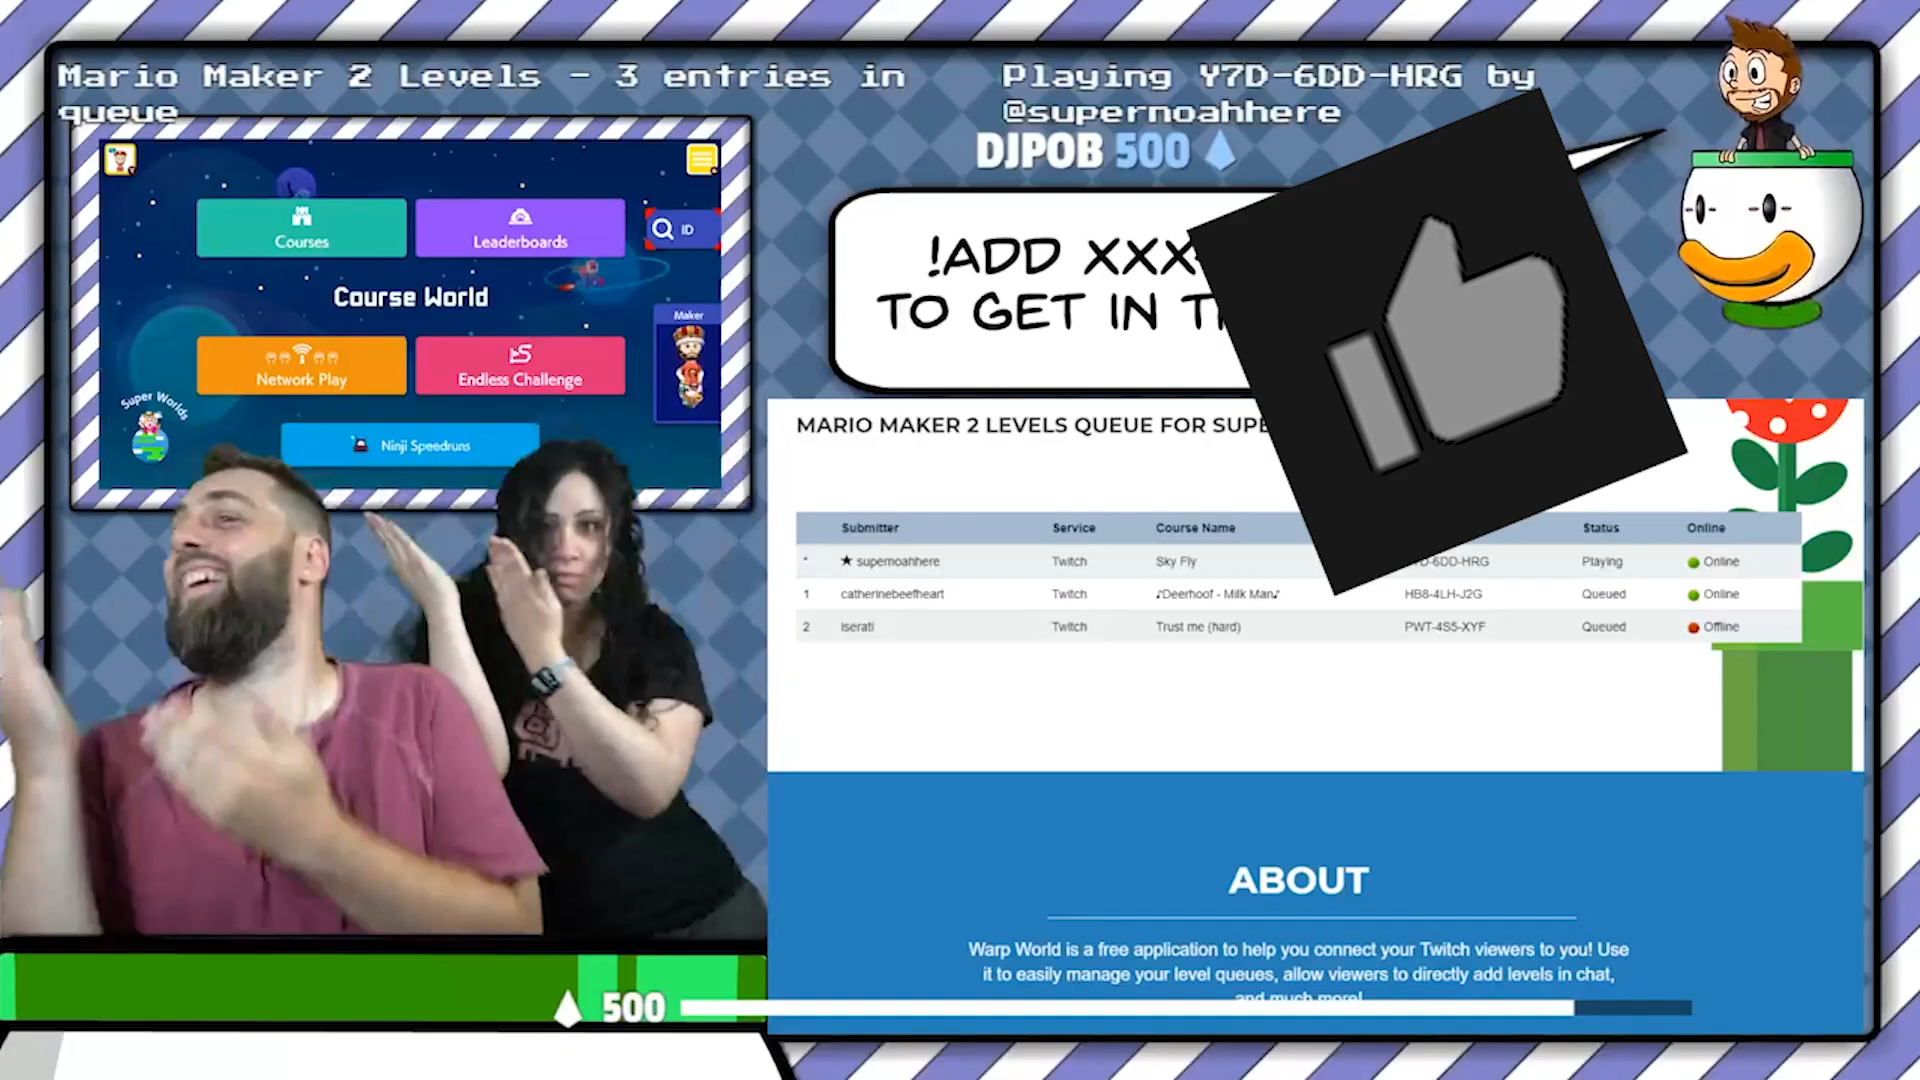 Mario Maker 2 Levels - 3 entries in
queue
Playing Y7D-6DD-HRG by
@supernoahhere
DJPOB 500
Courses
Leaderboards
ID
Course World
Maker
Network Play
Endless Challenge
Super Worlds
Ninji Speedruns
!ADD XXX
TO GET IN
MARIO MAKER 2 LEVELS QUEUE FOR
Submitter Service Course Name Status Online
* ★ supernoahhere Twitch Sky Fly Playing Online
1 catherinebeefheart Twitch ♪Deerhoof - Milk Man♪ HB8-4LH-J2G Queued Online
2 iserati Twitch Trust me (hard) PWT-4S5-XYF Queued Offline
ABOUT
Warp World is a free application to help you connect your Twitch viewers to you! Use
it to easily manage your level queues, allow viewers to directly add levels in chat,
and much more!
500